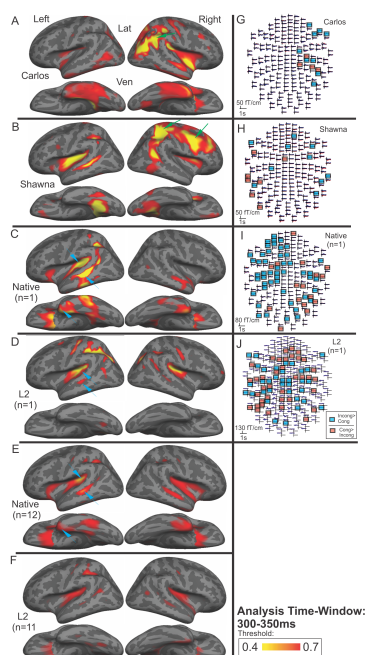 A
Left
Lat
Right
Carlos
Ven
B
Shawna
C
Native
(n=1)
D
L2
(n=1)
E
Native
(n=12)
F
L2
(n=11
G
Carlos
50 fT/cm
1s
H
Shawna
50 fT/cm
1s
I
Native
(n=1)
80 fT/cm
1s
J
L2
(n=1)
130 fT/cm
1s
Incong>
Cong
Cong>
Incong
Analysis Time-Window:
300-350ms
Threshold:
0.4
0.7